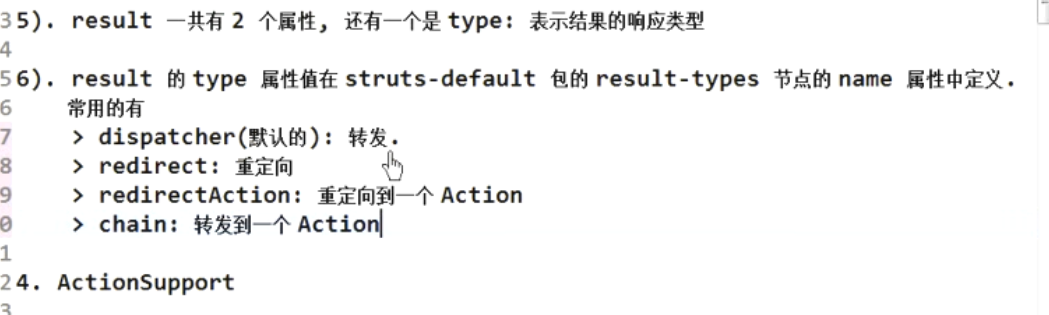 35). result 一共有 2 个属性, 还有一个是 type: 表示结果的响应类型
4
56). result 的 type 属性值在 struts-default 包的 result-types 节点的 name 属性中定义.
6 常用的有
7 > dispatcher(默认的): 转发.
8 > redirect: 重定向
9 > redirectAction: 重定向到一个 Action
0 > chain: 转发到一个 Action
1
24. ActionSupport
3